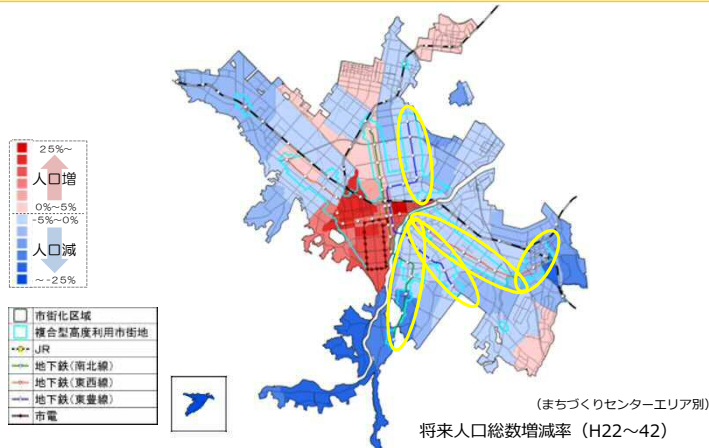 25%~
人口増
0%~5%
-5%~0%
人口減
~-25%
市街化区域
複合型高度利用市街地
JR
地下鉄(南北線)
地下鉄(東西線)
地下鉄(東豊線)
市電
(まちづくりセンターエリア別)
将来人口総数増減率（H22～42）